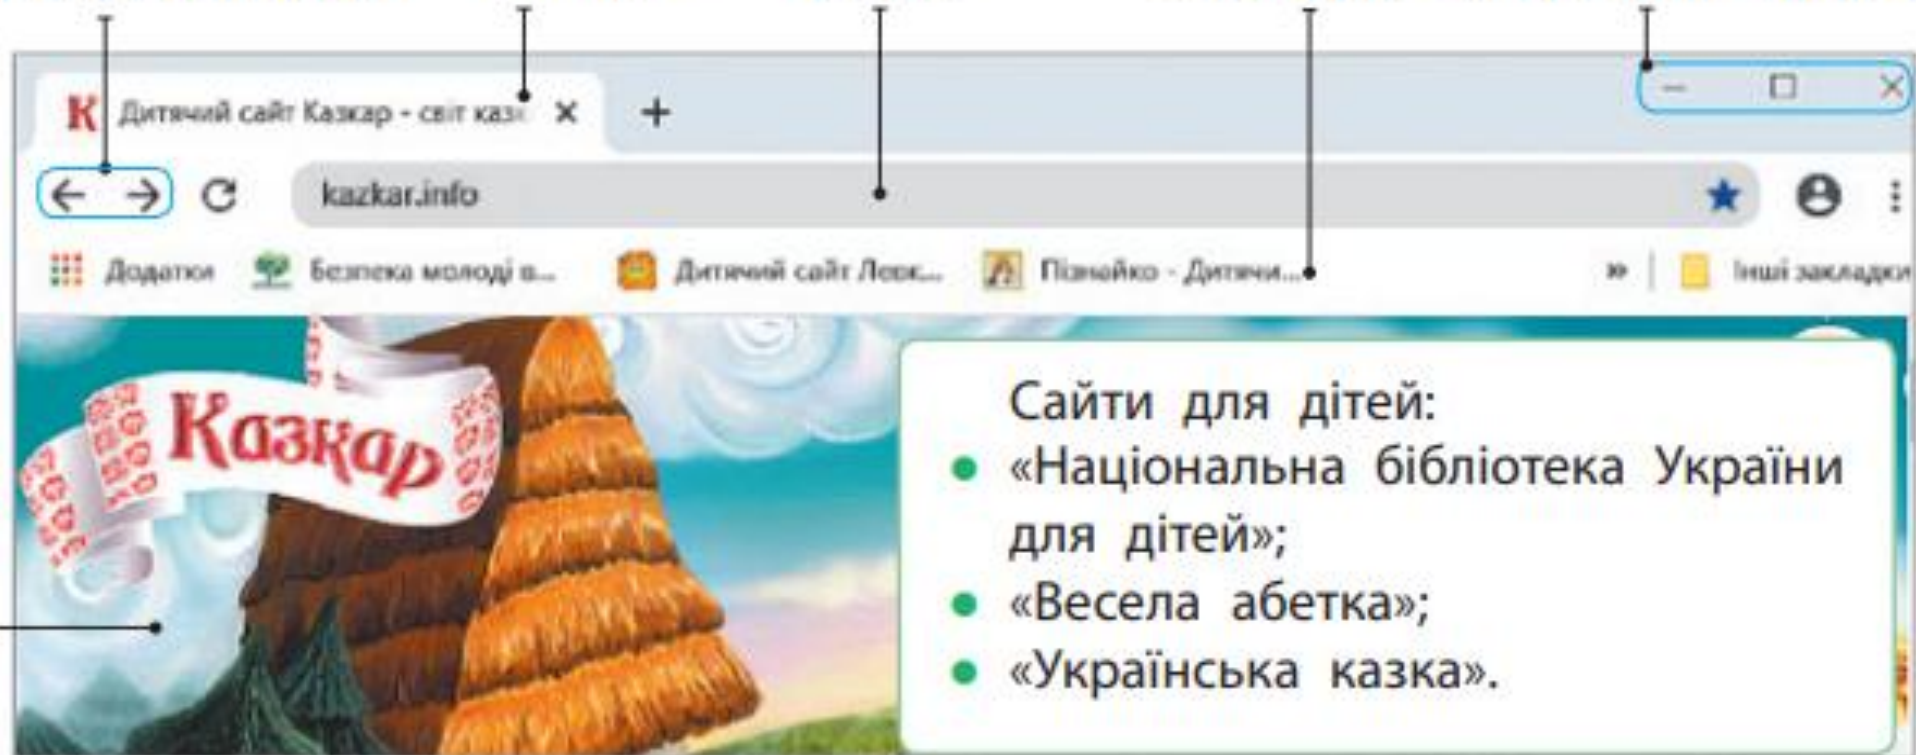 К Дитячий сайт Казкар - світ каз
kazkar.info
Додатки Безпека молоді в... Дитячий сайт Левк... Пізнайко - Дитячи... » Інші закладки
Казкар
Сайти для дітей:
• «Національна бібліотека України
для дітей»;
• «Весела абетка»;
• «Українська казка».